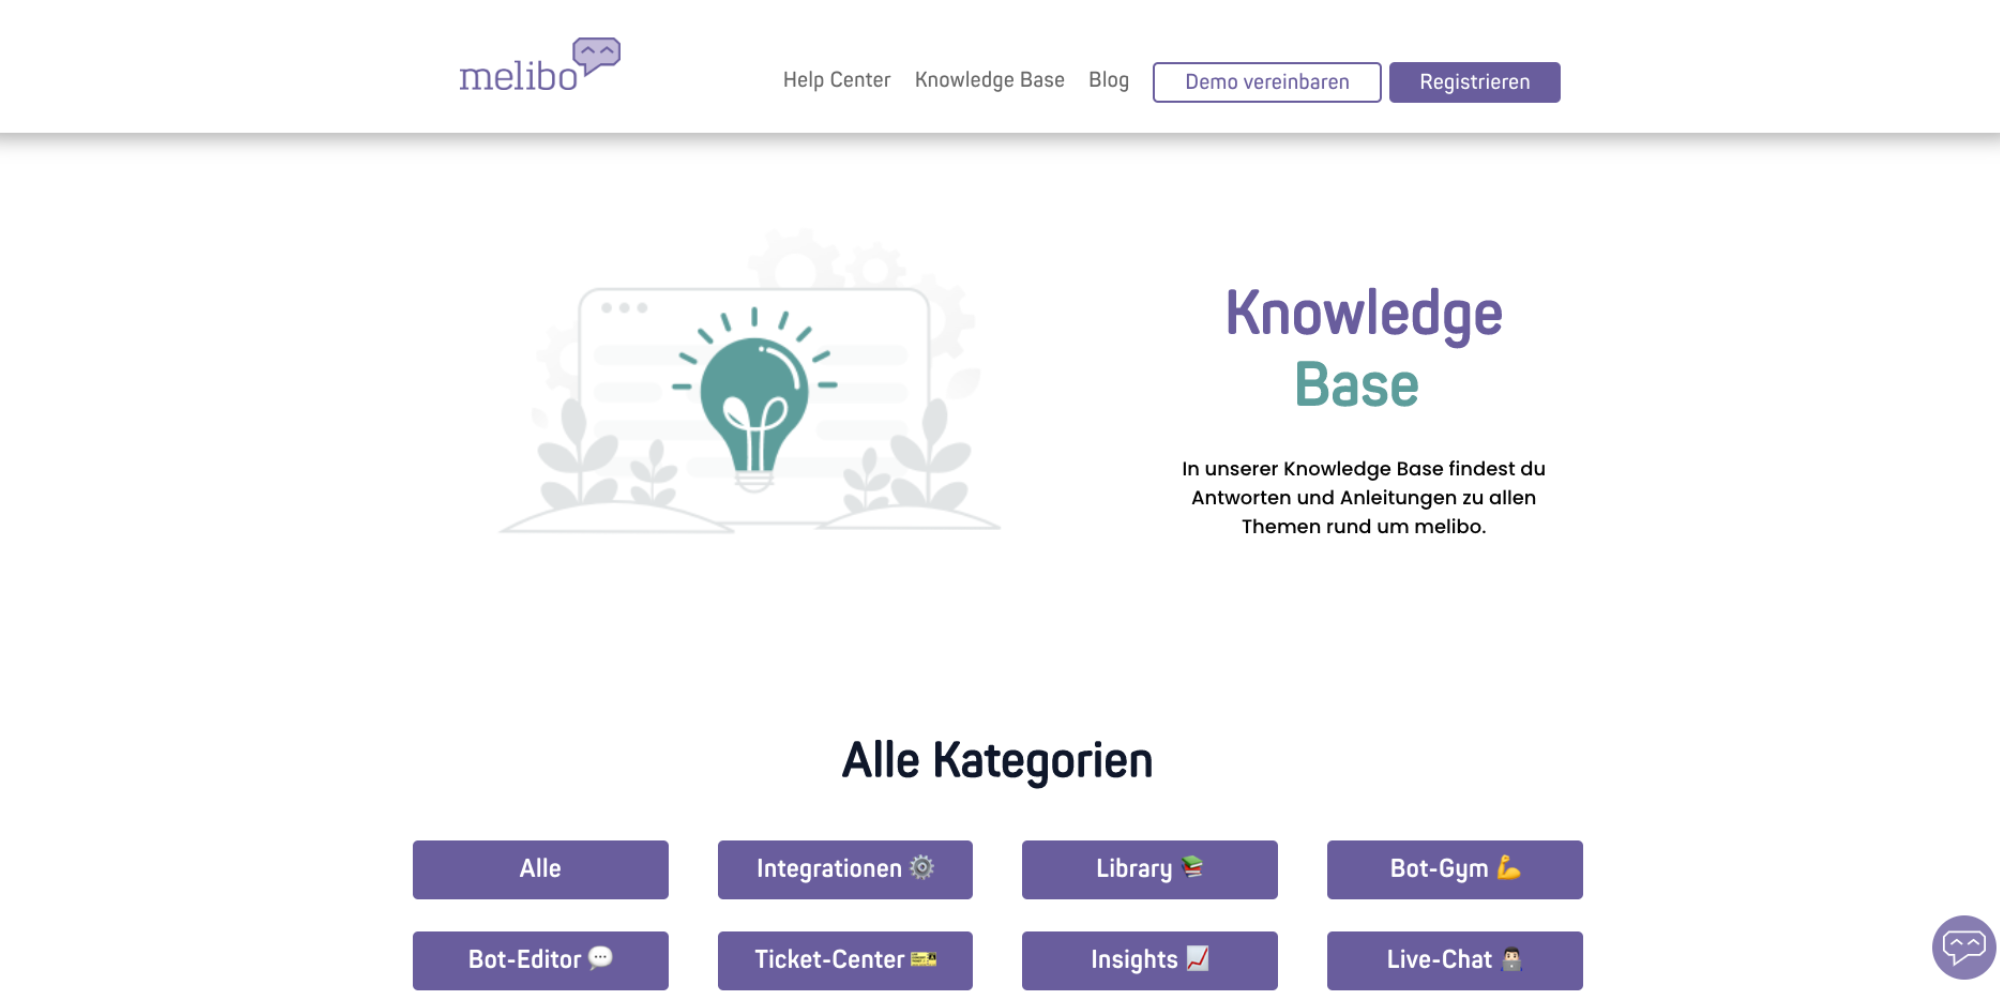 melibo
Help Center Knowledge Base Blog Demo vereinbaren Registrieren
Knowledge
Base
In unserer Knowledge Base findest du
Antworten und Anleitungen zu allen
Themen rund um melibo.
Alle Kategorien
Alle Integrationen ⚙️ Library 📚 Bot-Gym 💪
Bot-Editor 💬 Ticket-Center 🎫 Insights 📈 Live-Chat 👨🏻‍💻